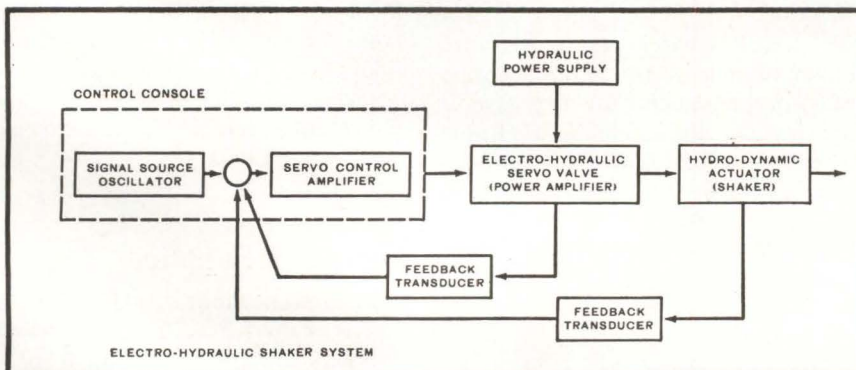 HYDRAULIC
POWER SUPPLY
CONTROL CONSOLE
SIGNAL SOURCE
OSCILLATOR
SERVO CONTROL
AMPLIFIER
ELECTRO-HYDRAULIC
SERVO VALVE
(POWER AMPLIFIER)
HYDRO-DYNAMIC
ACTUATOR
(SHAKER)
FEEDBACK
TRANSDUCER
FEEDBACK
TRANSDUCER
ELECTRO-HYDRAULIC SHAKER SYSTEM